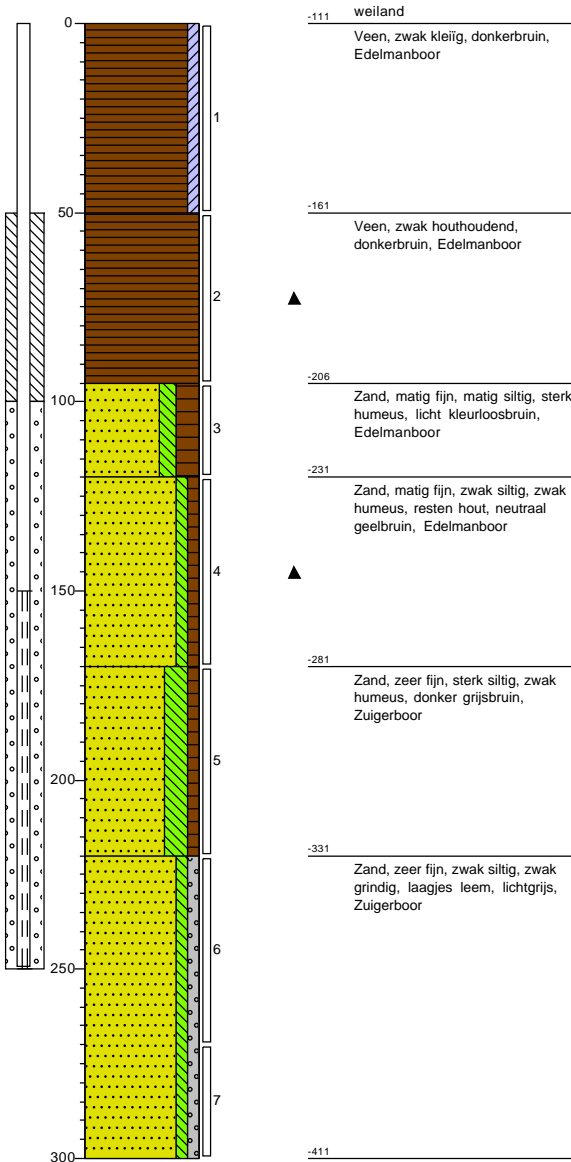 weiland
0
-111
Veen, zwak kleiïg, donkerbruin,
Edelmanboor
1
50
-161
Veen, zwak houthoudend,
donkerbruin, Edelmanboor
2
-206
Zand, matig fijn, matig siltig, sterk
humeus, licht kleurloosbruin,
Edelmanboor
100
3
-231
Zand, matig fijn, zwak siltig, zwak
humeus, resten hout, neutraal
geelbruin, Edelmanboor
4
150
-281
Zand, zeer fijn, sterk siltig, zwak
humeus, donker grijsbruin,
Zuigerboor
5
200
-331
Zand, zeer fijn, zwak siltig, zwak
grindig, laagjes leem, lichtgrijs,
Zuigerboor
6
250
7
300
-411